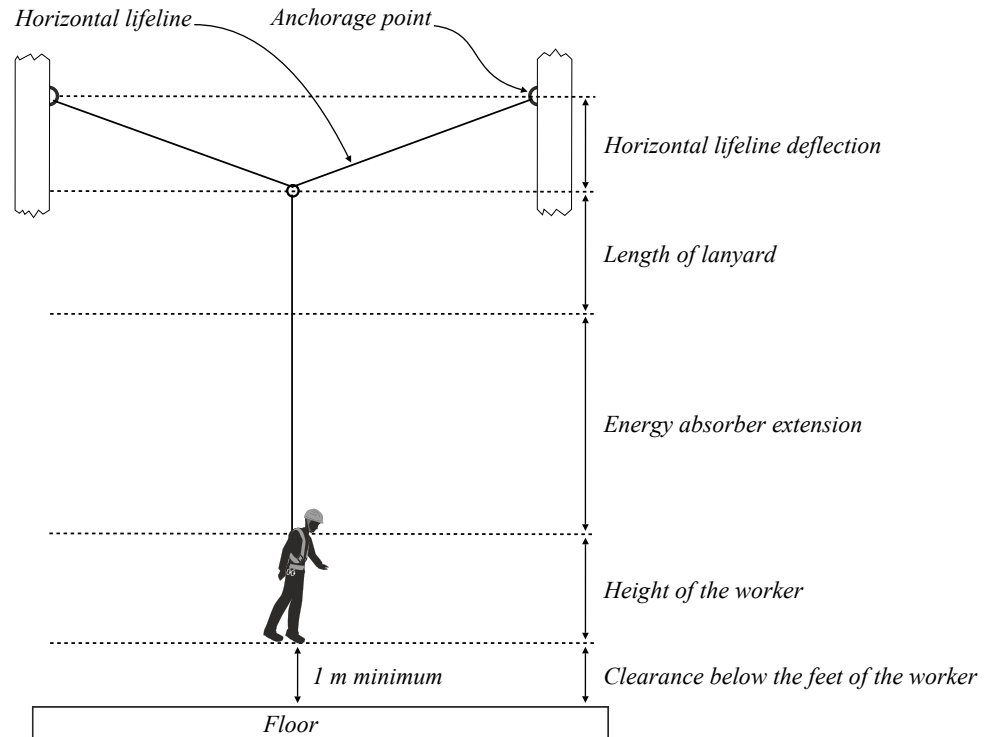 Horizontal lifeline
Anchorage point
Horizontal lifeline deflection
Length of lanyard
Energy absorber extension
Height of the worker
1 m minimum
Clearance below the feet of the worker
Floor